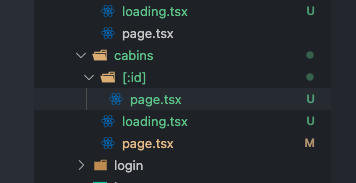 loading.tsx U
page.tsx
cabins
[:id]
page.tsx U
loading.tsx U
page.tsx M
login